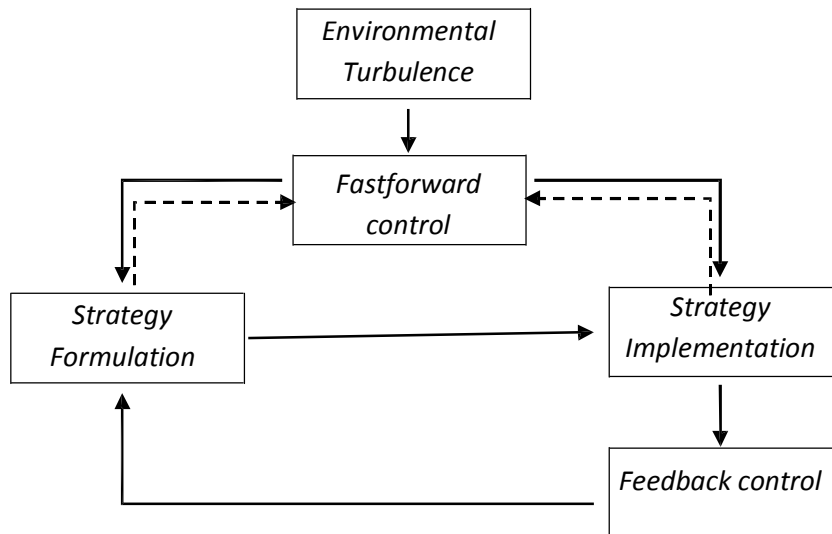 Environmental
Turbulence
Fastforward
control
Strategy
Formulation
Strategy
Implementation
Feedback control